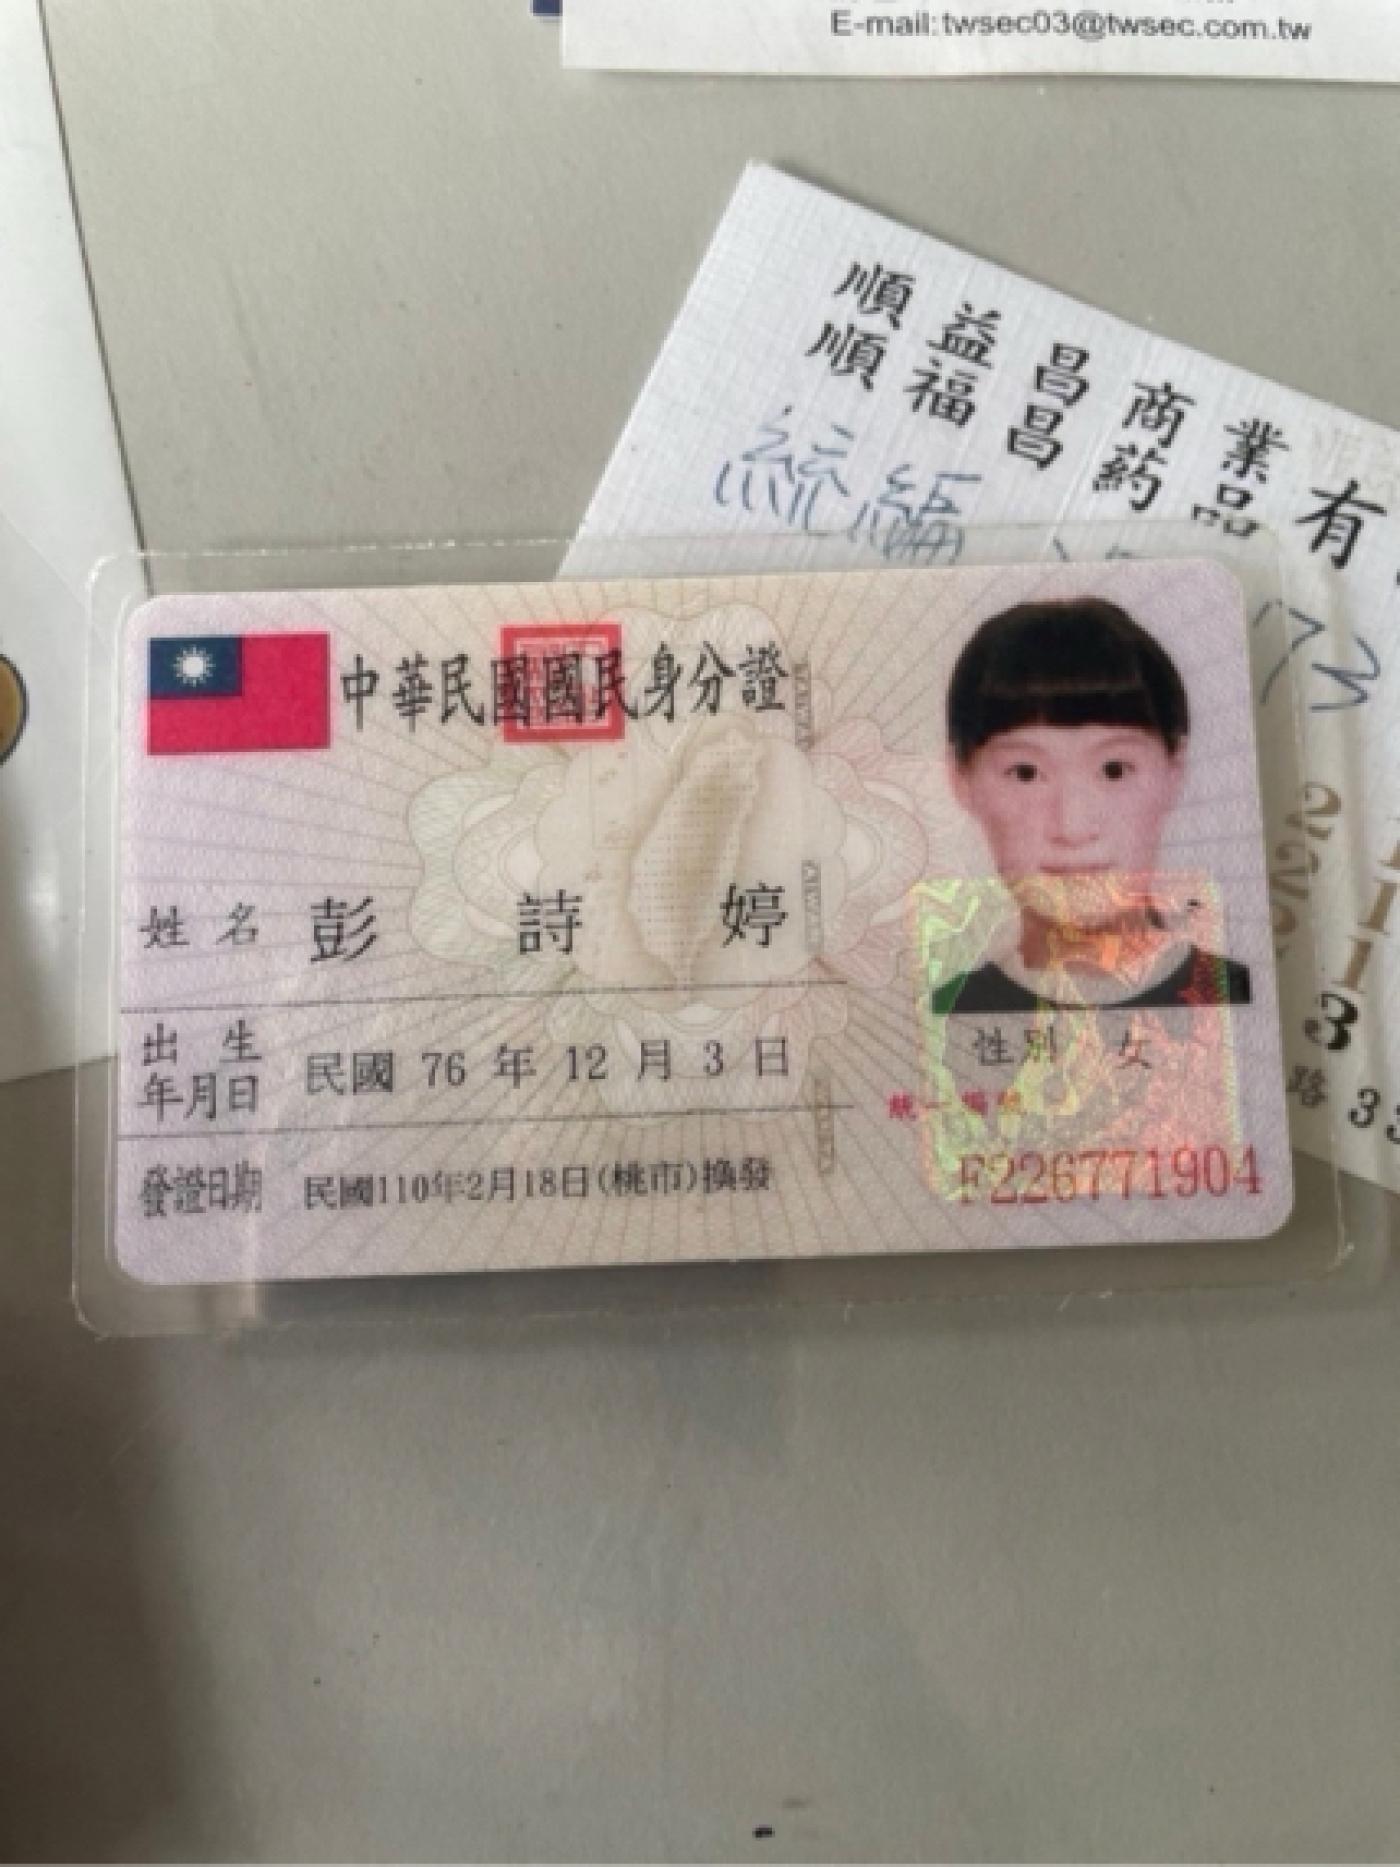 E-mail:twsec03@twsec.com.tw
順益昌商業有
順福昌药品
統編
中華民國國民身分證
姓名 彭詩婷
出生年月日 民國 76 年 12 月 3 日
性別 女
統一編號
F226771904
發證日期 民國110年2月18日(桃市)換發